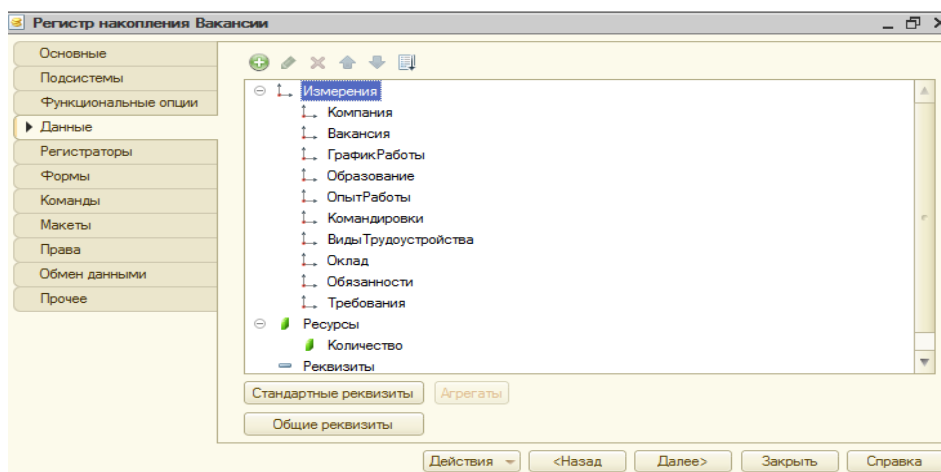 Регистр накопления Вакансии
Основные
Подсистемы
Функциональные опции
Данные
Регистраторы
Формы
Команды
Макеты
Права
Обмен данными
Прочее
Измерения
Компания
Вакансия
ГрафикРаботы
Образование
ОпытРаботы
Командировки
ВидыТрудоустройства
Оклад
Обязанности
Требования
Ресурсы
Количество
Реквизиты
Стандартные реквизиты Агрегаты
Общие реквизиты
Действия <Назад Далее> Закрыть Справка